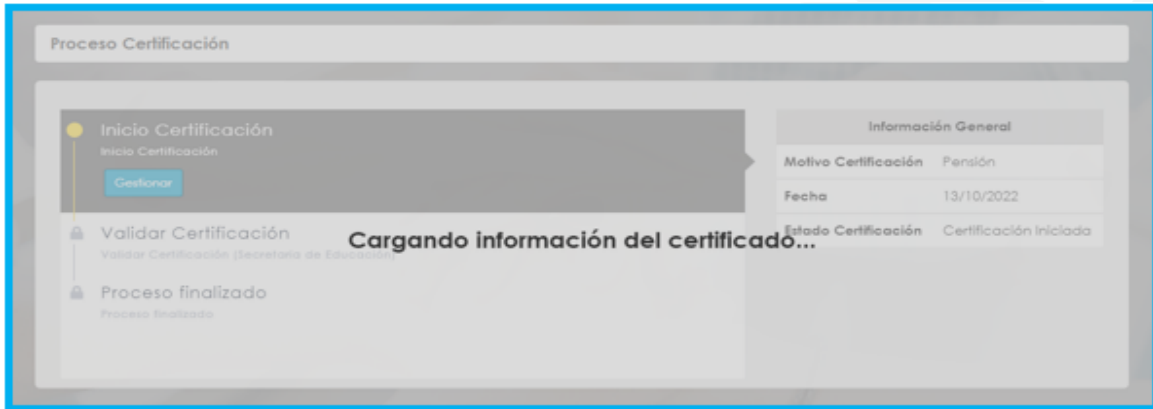 Proceso Certificación
Inicio Certificación
Inicio Certificación
Gestionar
Validar Certificación
Validar Certificación (Secretaría de Educación)
Proceso finalizado
Proceso finalizado
Cargando información del certificado...
Información General
Motivo Certificación Pensión
Fecha 13/10/2022
Estado Certificación Certificación Iniciada